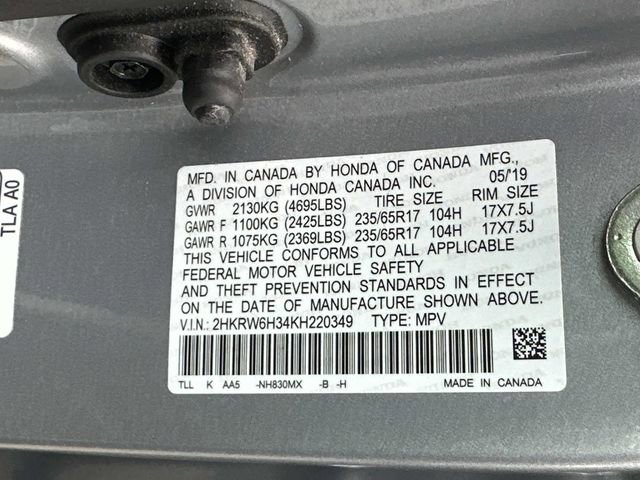 TLA A0
MFD. IN CANADA BY HONDA OF CANADA MFG.,
A DIVISION OF HONDA CANADA INC. 05/'19
GVWR 2130KG (4695LBS) TIRE SIZE RIM SIZE
GAWR F 1100KG (2425LBS) 235/65R17 104H 17X7.5J
GAWR R 1075KG (2369LBS) 235/65R17 104H 17X7.5J
THIS VEHICLE CONFORMS TO ALL APPLICABLE
FEDERAL MOTOR VEHICLE SAFETY
AND THEFT PREVENTION STANDARDS IN EFFECT
ON THE DATE OF MANUFACTURE SHOWN ABOVE.
V.I.N.: 2HKRW6H34KH220349 TYPE: MPV
TLL K AA5 -NH830MX -B -H MADE IN CANADA